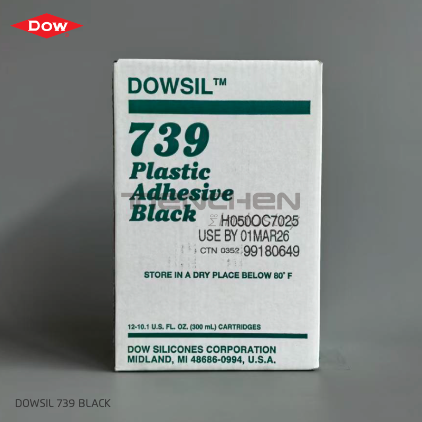 Dow
DOWSIL™
739
Plastic
Adhesive
Black
H050OC7025
USE BY 01MAR26
CTN 0352 99180649
STORE IN A DRY PLACE BELOW 80° F
12-10.1 U.S. FL. OZ. (300 mL) CARTRIDGES
DOW SILICONES CORPORATION
MIDLAND, MI 48686-0994, U.S.A.
DOWSIL 739 BLACK